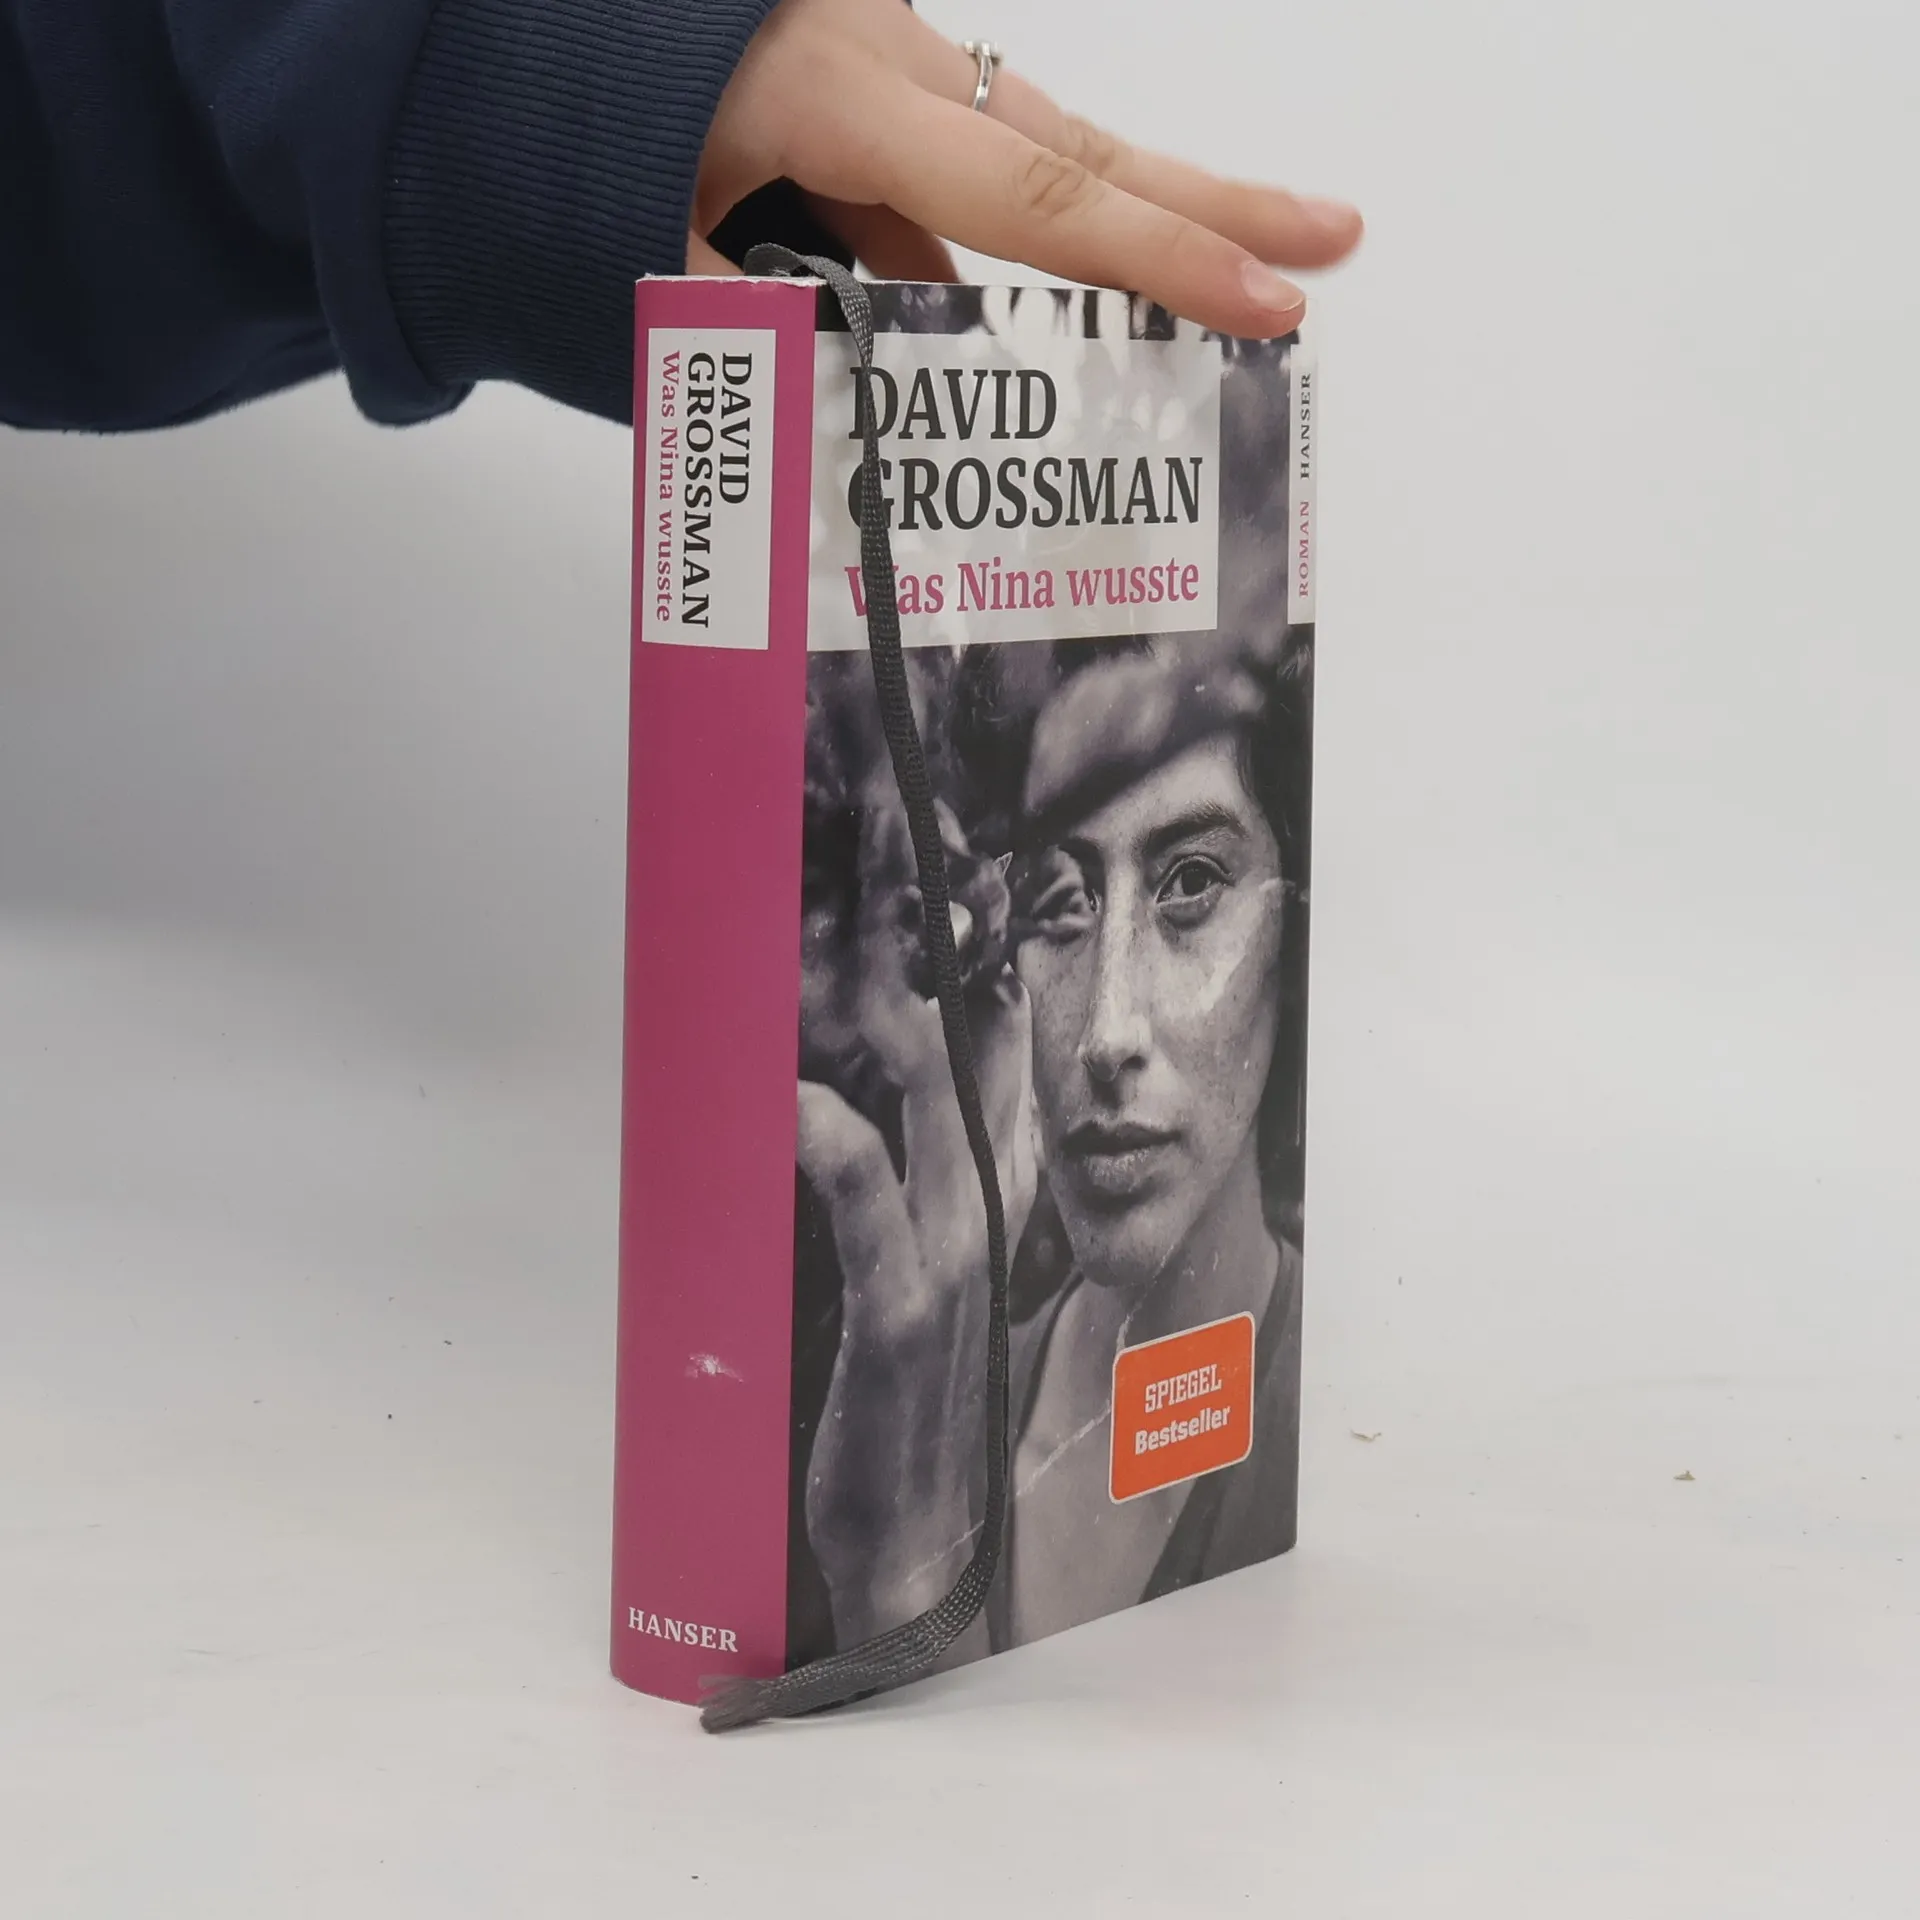 DAVID
GROSSMAN
Was Nina wusste
HANSER
DAVID
GROSSMAN
Was Nina wusste
ROMAN HANSER
SPIEGEL
Bestseller